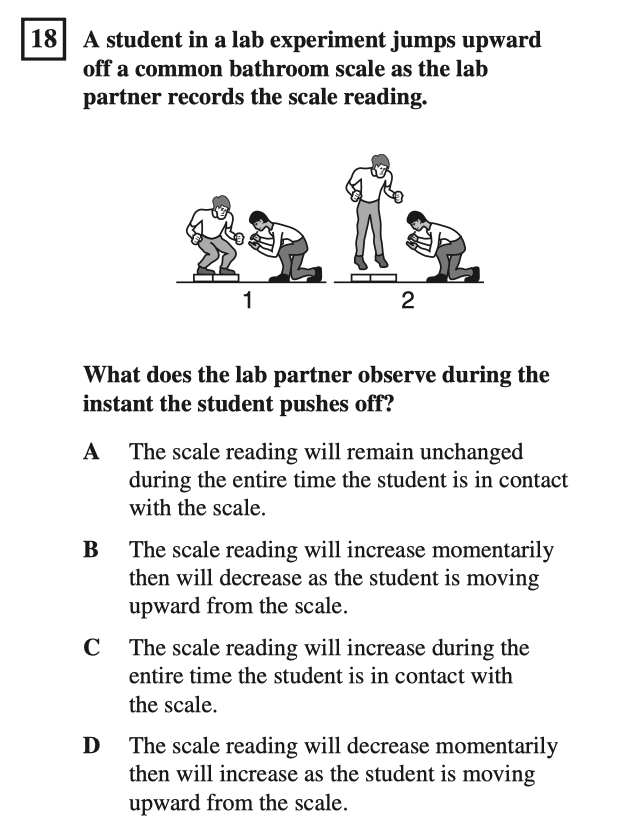 18 A student in a lab experiment jumps upward
off a common bathroom scale as the lab
partner records the scale reading.
1 2
What does the lab partner observe during the
instant the student pushes off?
A The scale reading will remain unchanged
during the entire time the student is in contact
with the scale.
B The scale reading will increase momentarily
then will decrease as the student is moving
upward from the scale.
C The scale reading will increase during the
entire time the student is in contact with
the scale.
D The scale reading will decrease momentarily
then will increase as the student is moving
upward from the scale.